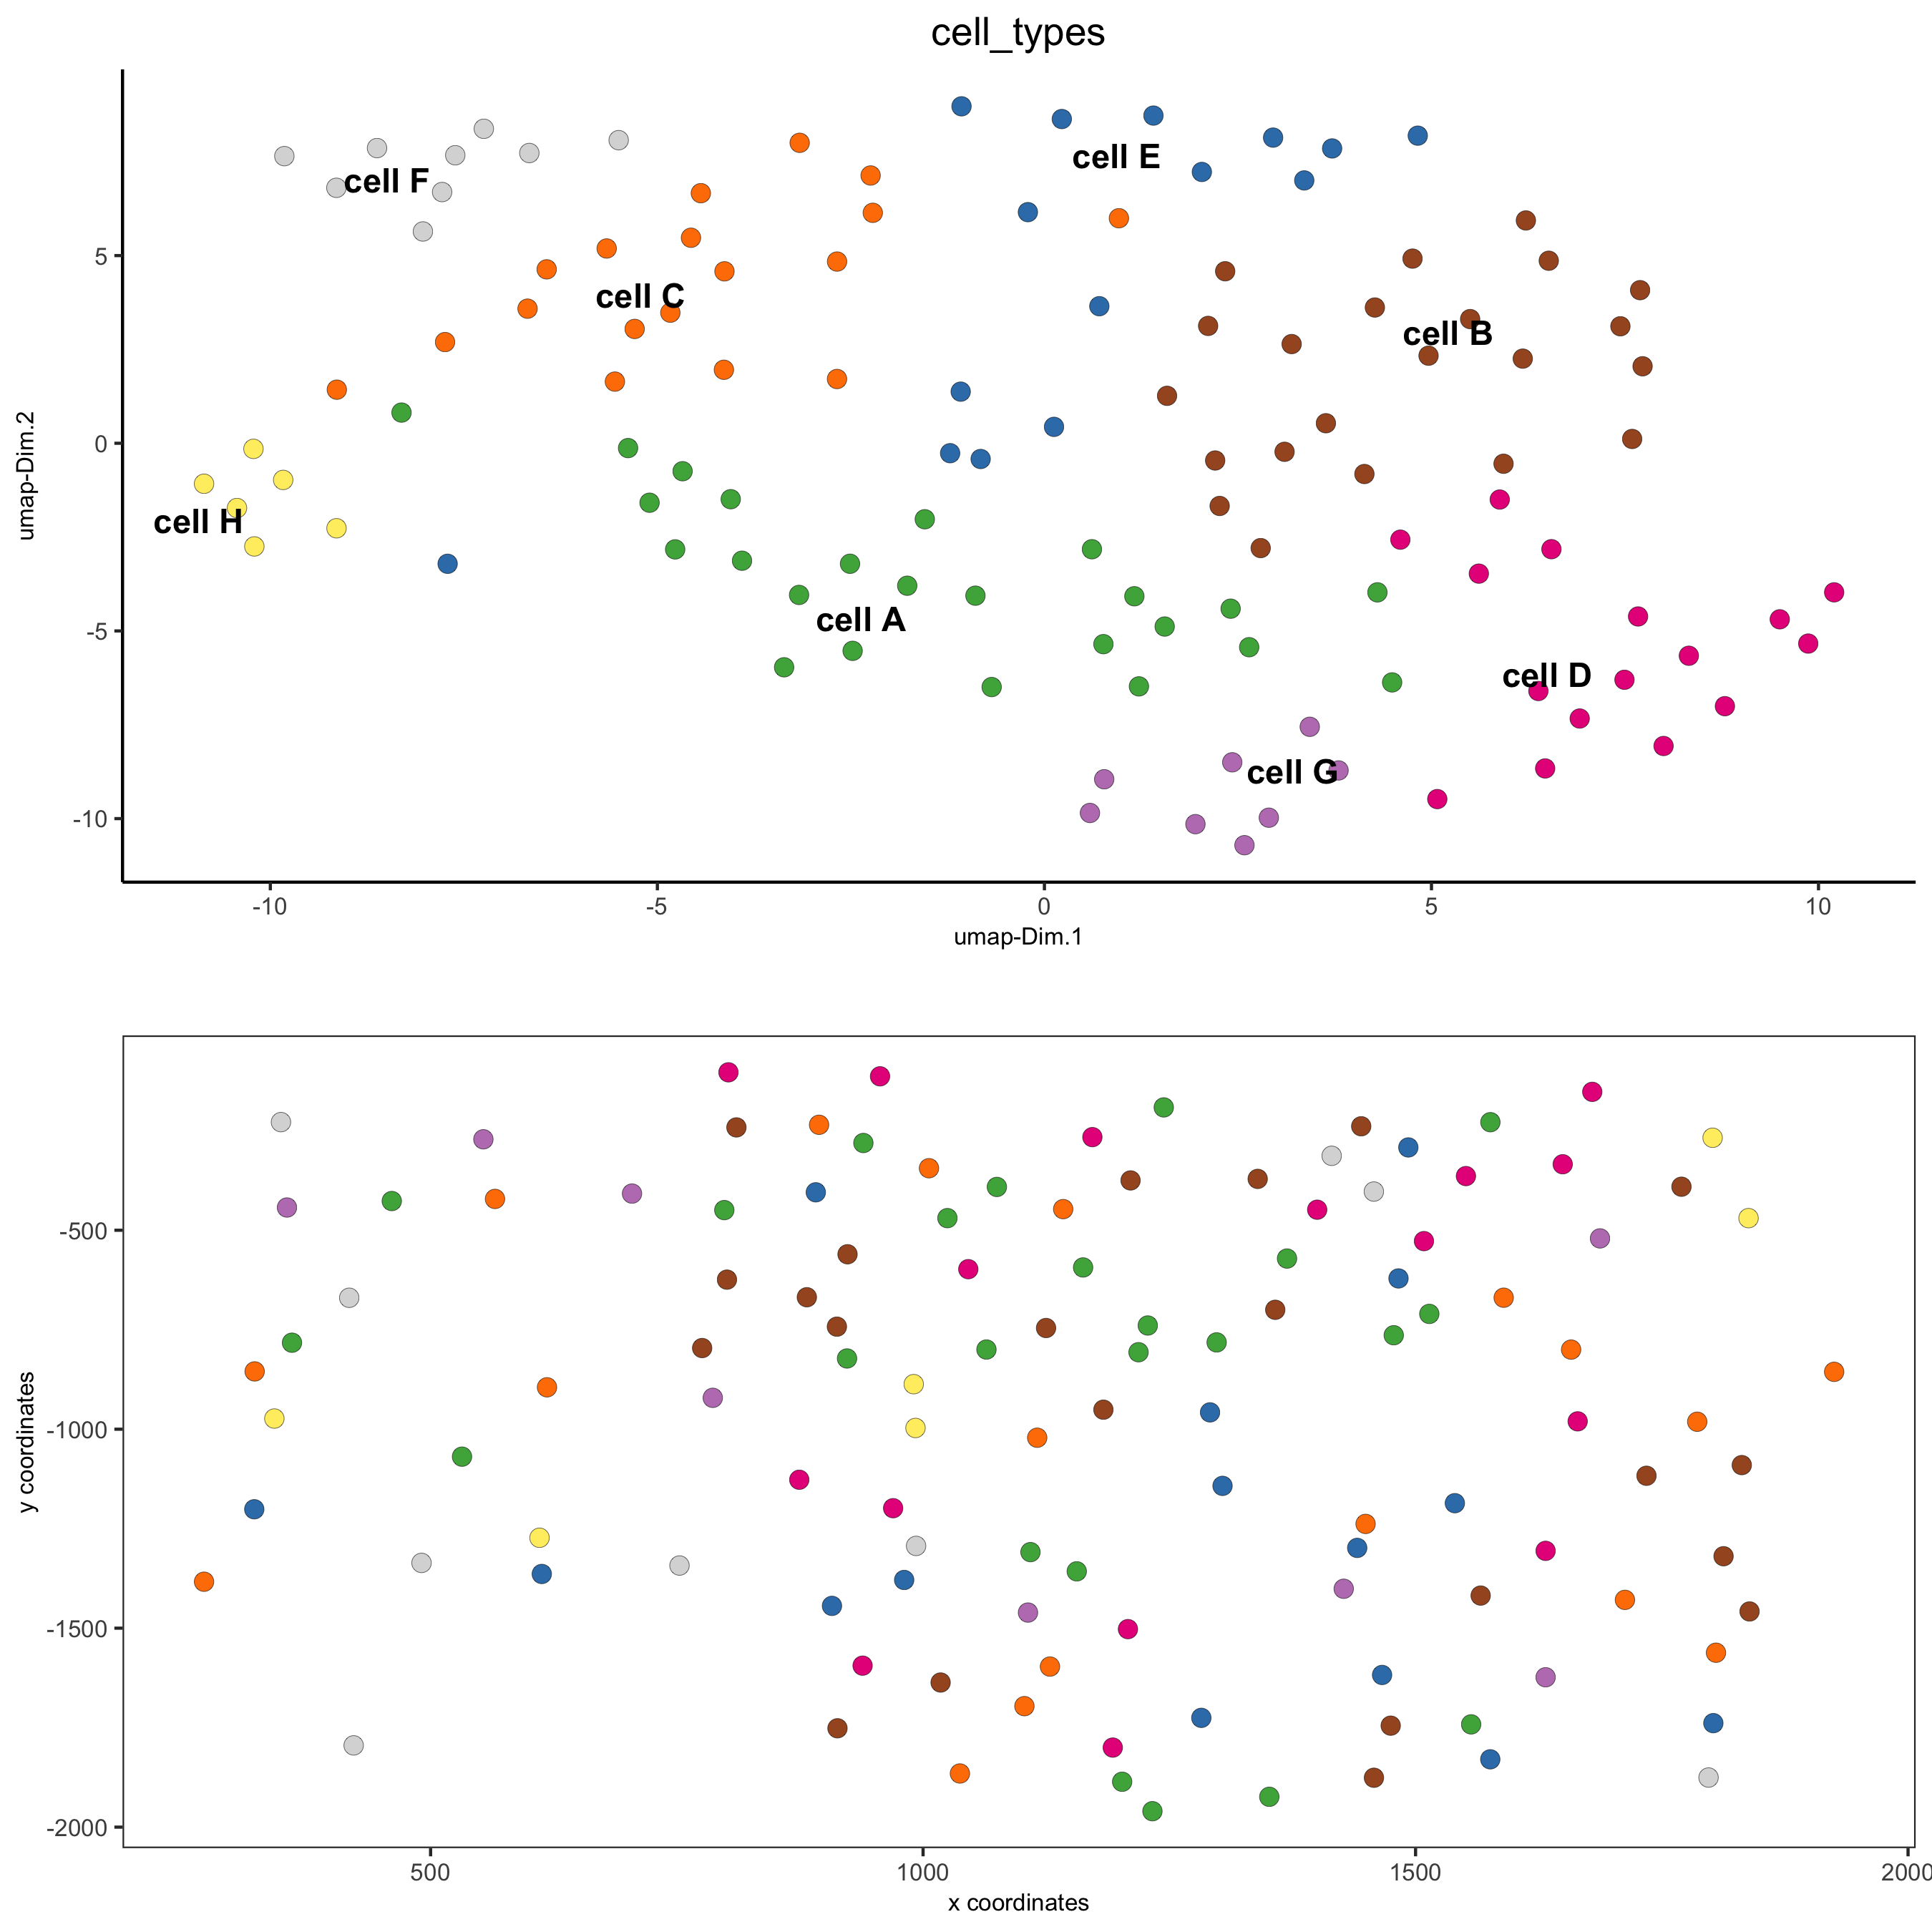 cell_types
cell F
cell E
cell C
cell B
cell H
cell A
cell D
cell G
umap-Dim.2
5
0
-5
-10
-10
-5
0
5
10
umap-Dim.1
y coordinates
-500
-1000
-1500
-2000
500
1000
1500
2000
x coordinates